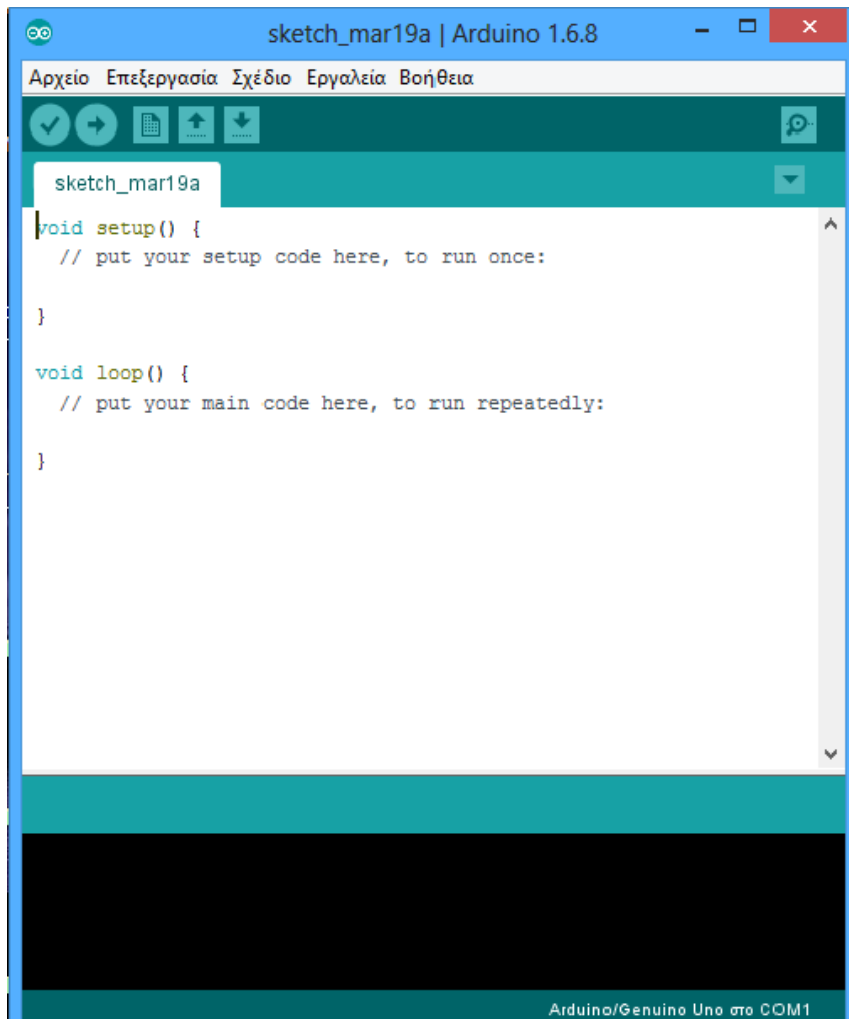 sketch_mar19a | Arduino 1.6.8
Αρχείο Επεξεργασία Σχέδιο Εργαλεία Βοήθεια
sketch_mar19a
void setup() {
  // put your setup code here, to run once:
}
void loop() {
  // put your main code here, to run repeatedly:
}
Arduino/Genuino Uno στο COM1